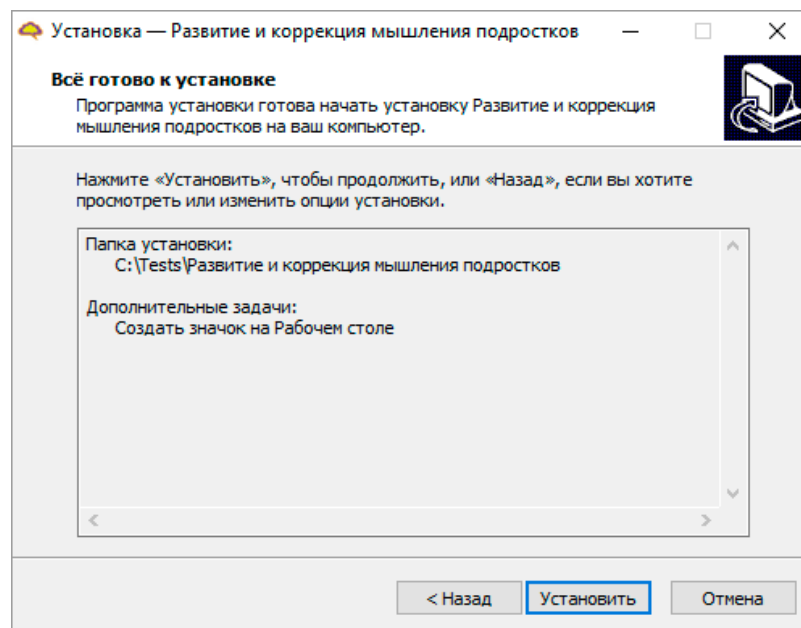 Установка — Развитие и коррекция мышления подростков
Всё готово к установке
Программа установки готова начать установку Развитие и коррекция
мышления подростков на ваш компьютер.
Нажмите «Установить», чтобы продолжить, или «Назад», если вы хотите
просмотреть или изменить опции установки.
Папка установки:
C:\Tests\Развитие и коррекция мышления подростков
Дополнительные задачи:
Создать значок на Рабочем столе
< Назад
Установить
Отмена